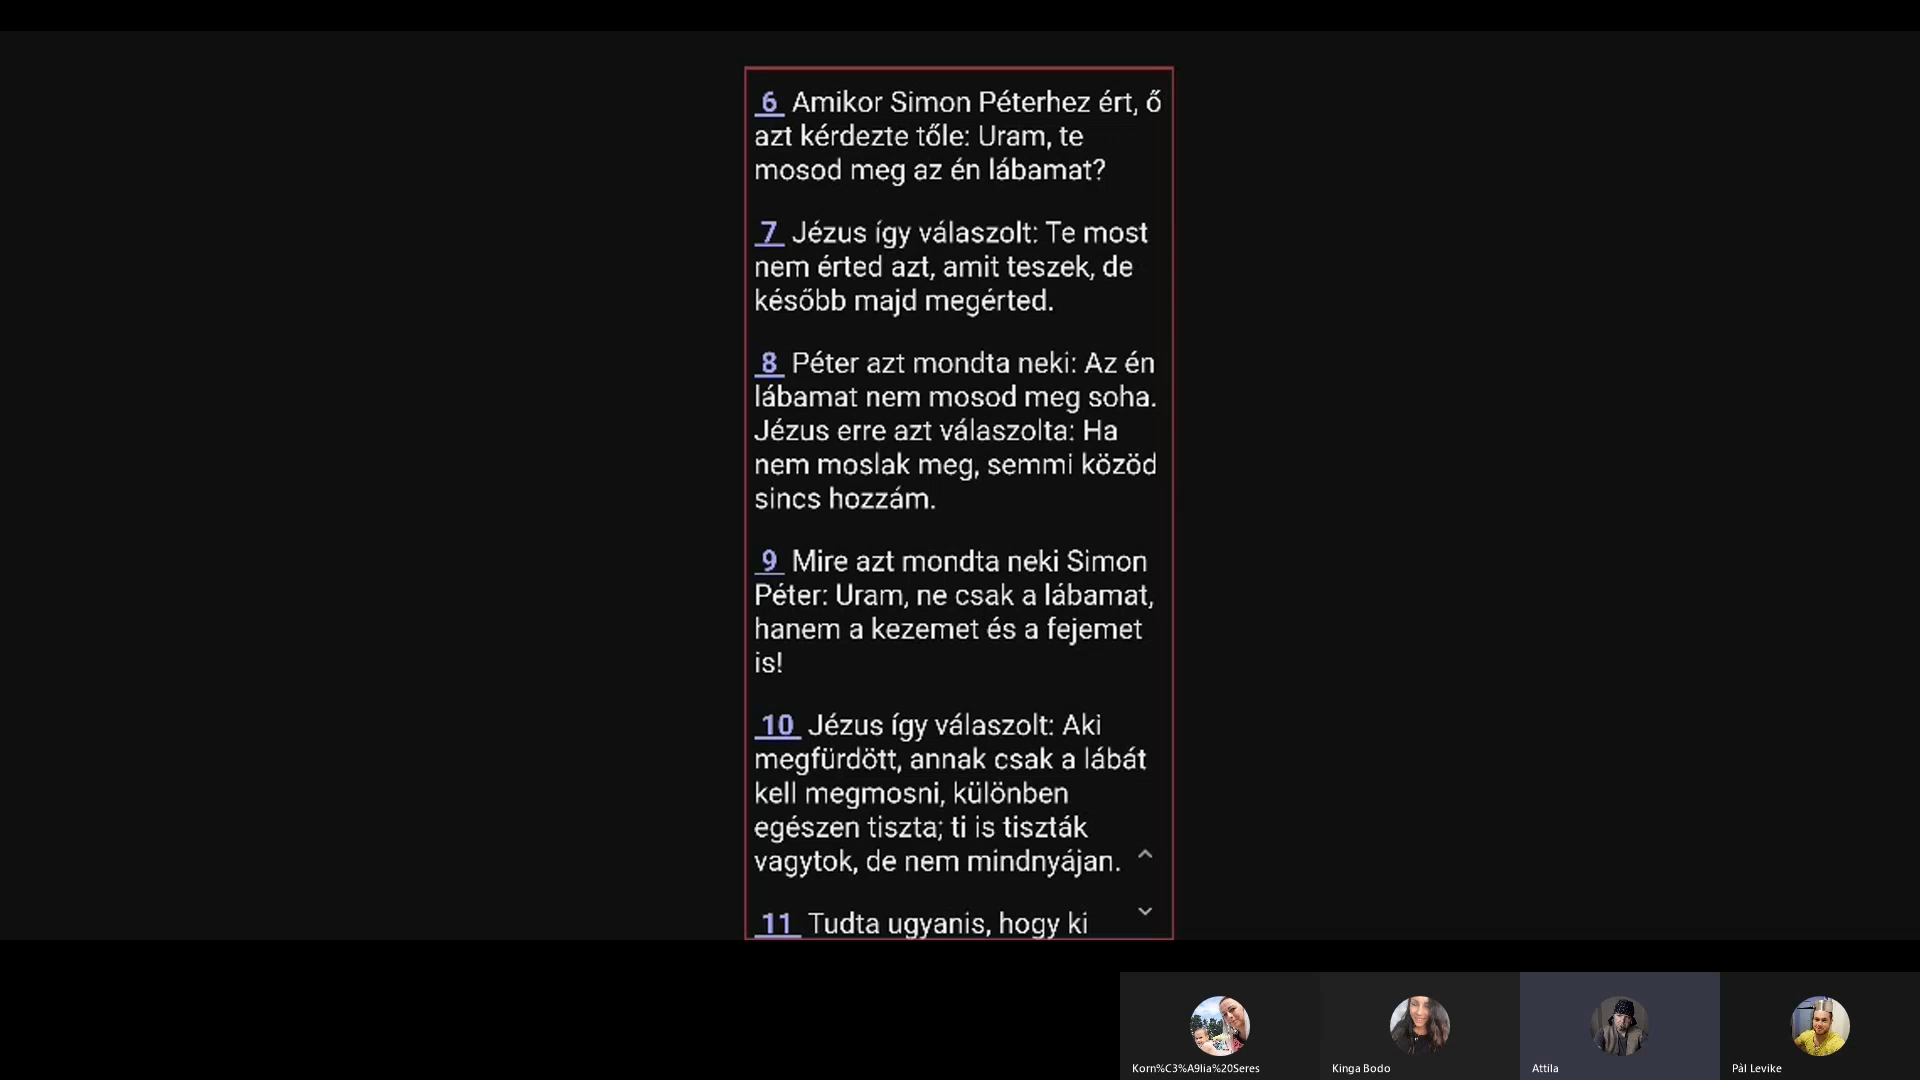 6 Amikor Simon Péterhez ért, ő
azt kérdezte tőle: Uram, te
mosod meg az én lábamat?
7 Jézus így válaszolt: Te most
nem érted azt, amit teszek, de
később majd megérted.
8 Péter azt mondta neki: Az én
lábamat nem mosod meg soha.
Jézus erre azt válaszolta: Ha
nem moslak meg, semmi közöd
sincs hozzám.
9 Mire azt mondta neki Simon
Péter: Uram, ne csak a lábamat,
hanem a kezemet és a fejemet
is!
10 Jézus így válaszolt: Aki
megfürdött, annak csak a lábát
kell megmosni, különben
egészen tiszta; ti is tiszták
vagytok, de nem mindnyájan.
11 Tudta ugyanis, hogy ki
Korn%C3%A9lia%20Seres
Kinga Bodo
Attila
Pàl Levike